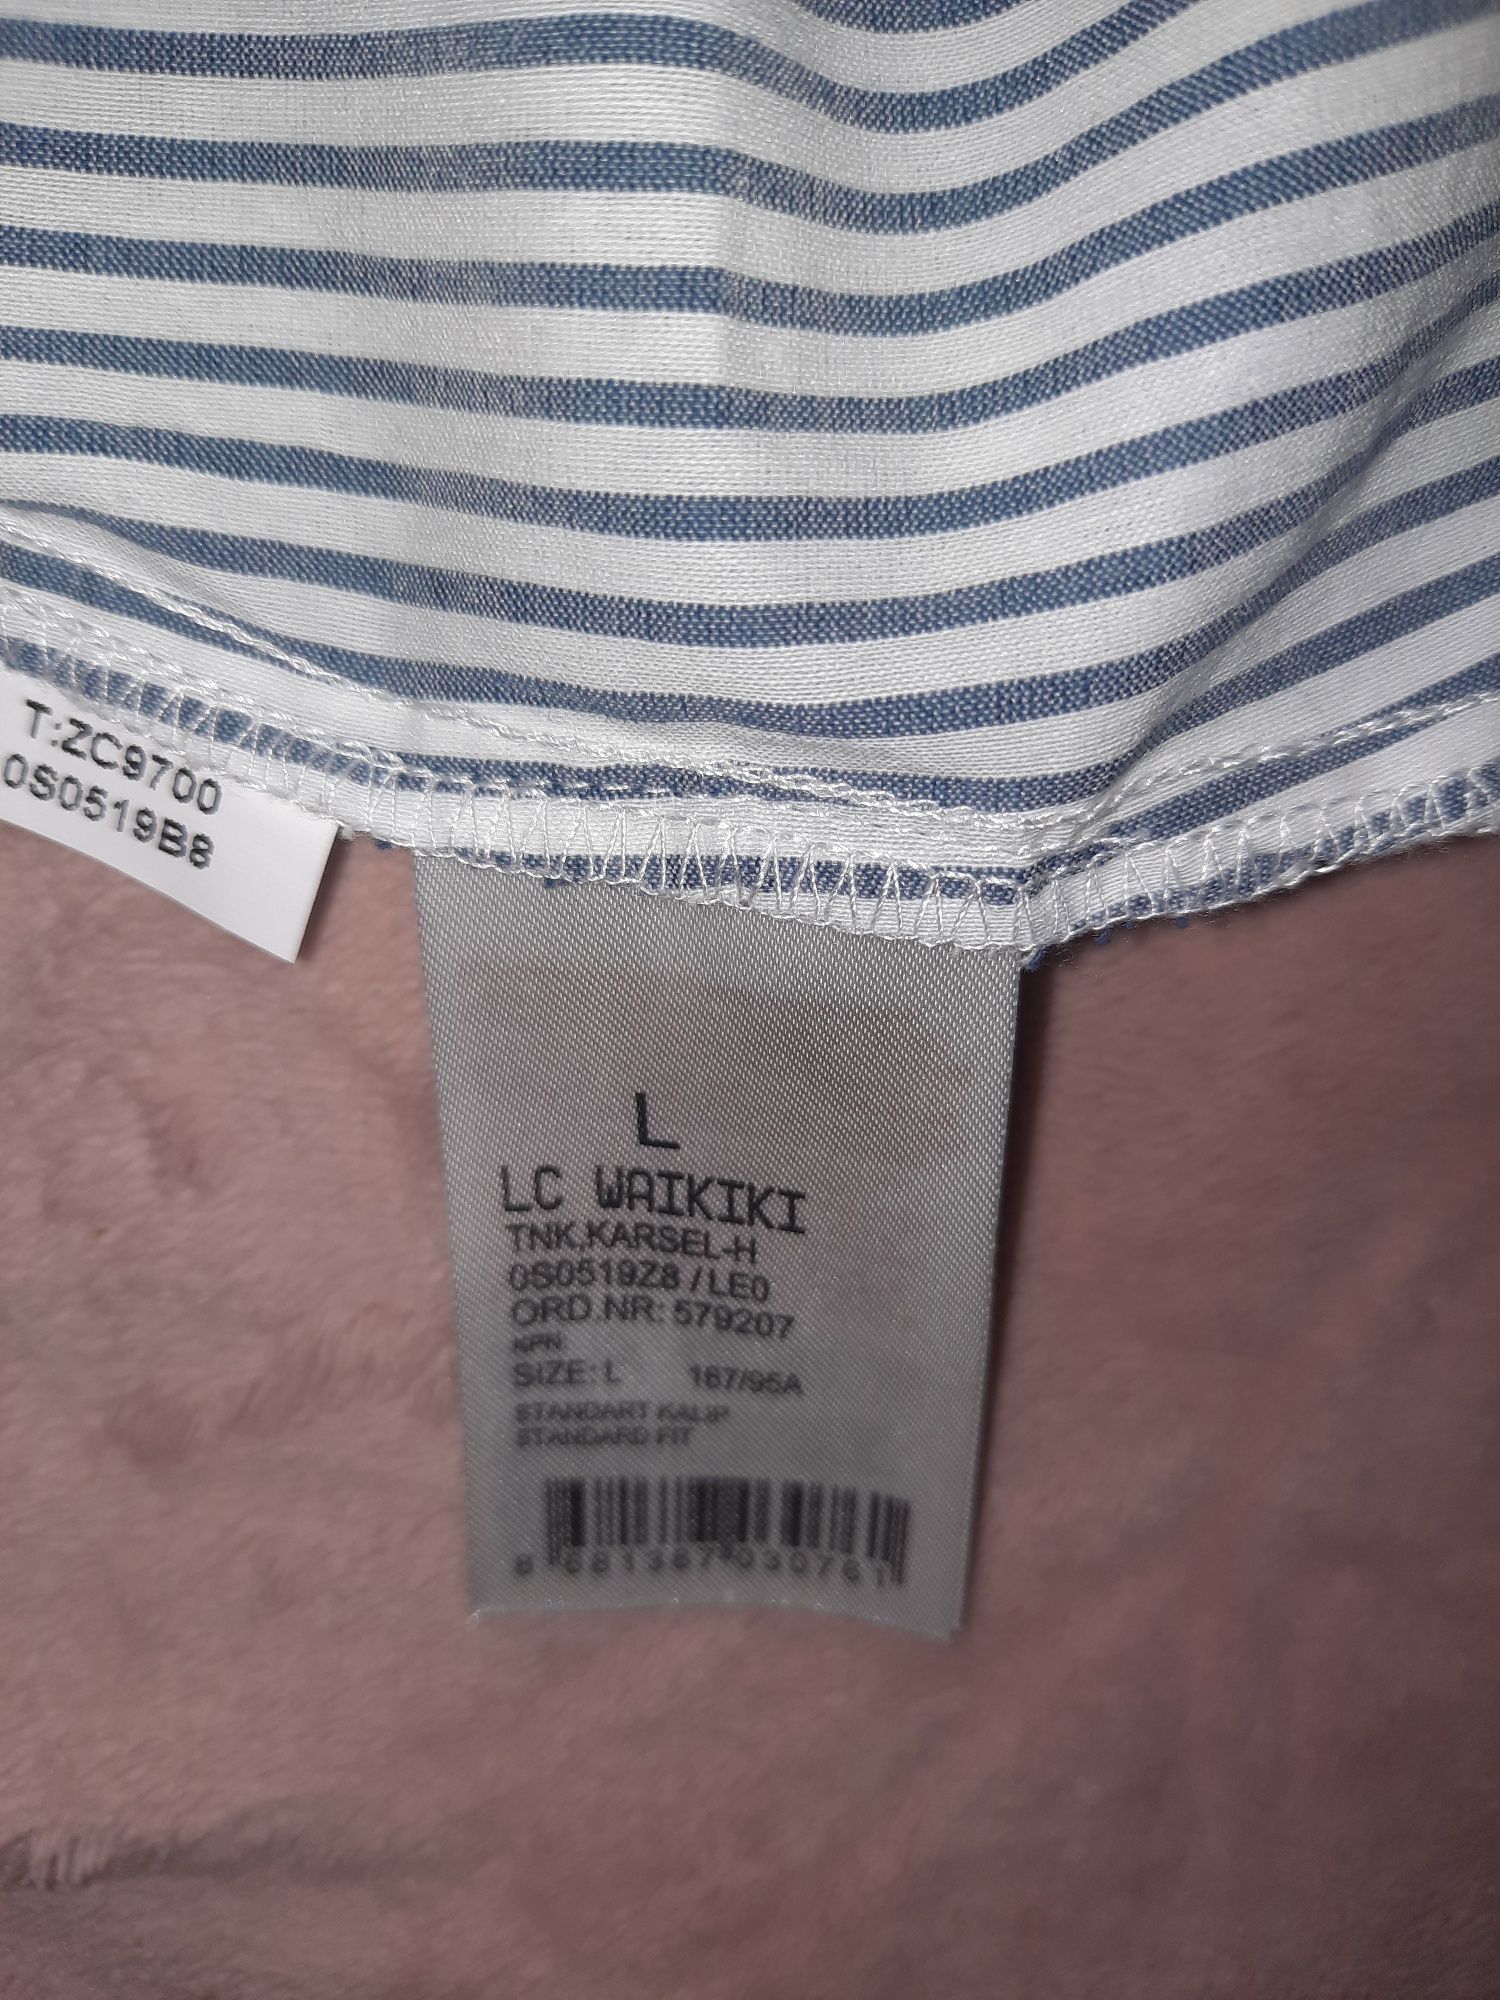 T:ZC9700
0S0519B8
L
LC WAIKIKI
TNK.KARSEL-H
0S0519Z8 / LE0
ORD.NR: 579207
SIZE: L 167/95A
STANDART KALIP
STANDARD FIT